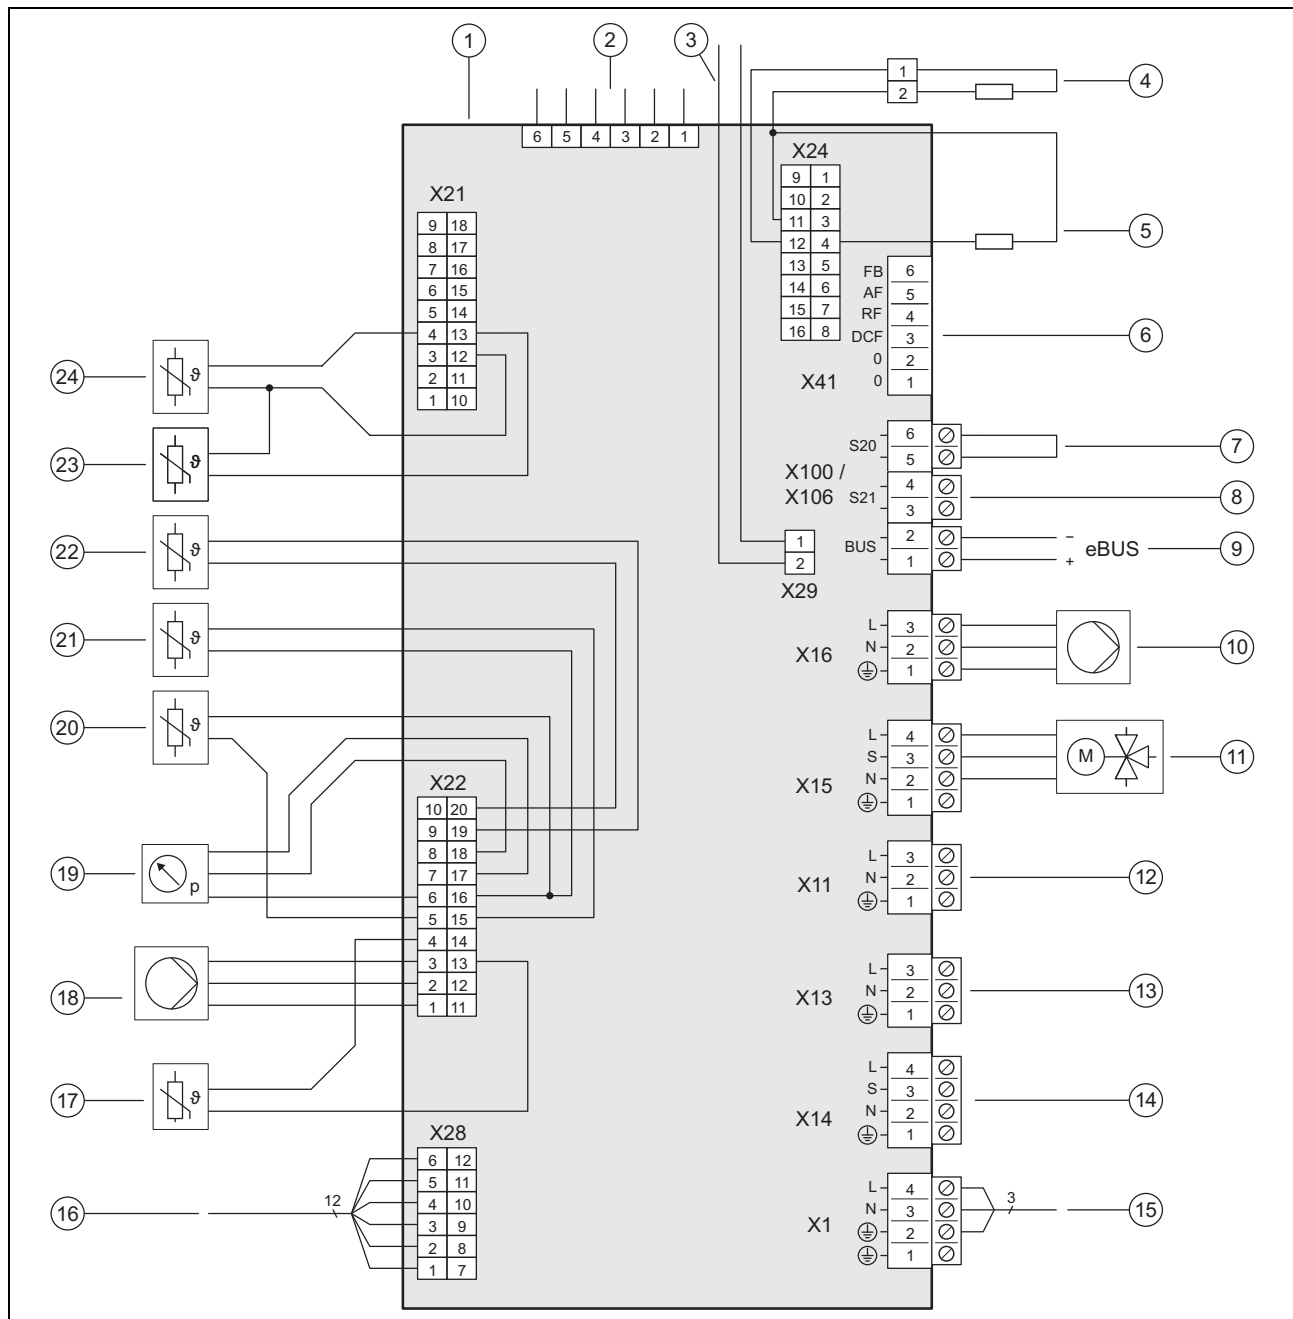 1
2
3
4
5
6
7
8
9
10
11
12
13
14
15
16
17
18
19
20
21
22
23
24
6 5 4 3 2 1
1
2
X24
9 1
10 2
11 3
12 4
13 5
14 6
15 7
16 8
X21
9 18
8 17
7 16
6 15
5 14
4 13
3 12
2 11
1 10
FB 6
AF 5
RF 4
DCF 3
0 2
0 1
X41
S20
6
5
X100 /
X106
S21
4
3
BUS
2
1
− eBUS
+
1
2
X29
X16
L 3
N 2
1
X15
L 4
S 3
N 2
1
M
X11
L 3
N 2
1
X13
L 3
N 2
1
X14
L 4
S 3
N 2
1
X1
L 4
N 3
2
1
3
ϑ
ϑ
ϑ
ϑ
ϑ
p
ϑ
X22
10 20
9 19
8 18
7 17
6 16
5 15
4 14
3 13
2 12
1 11
X28
6 12
5 11
4 10
3 9
2 8
1 7
12